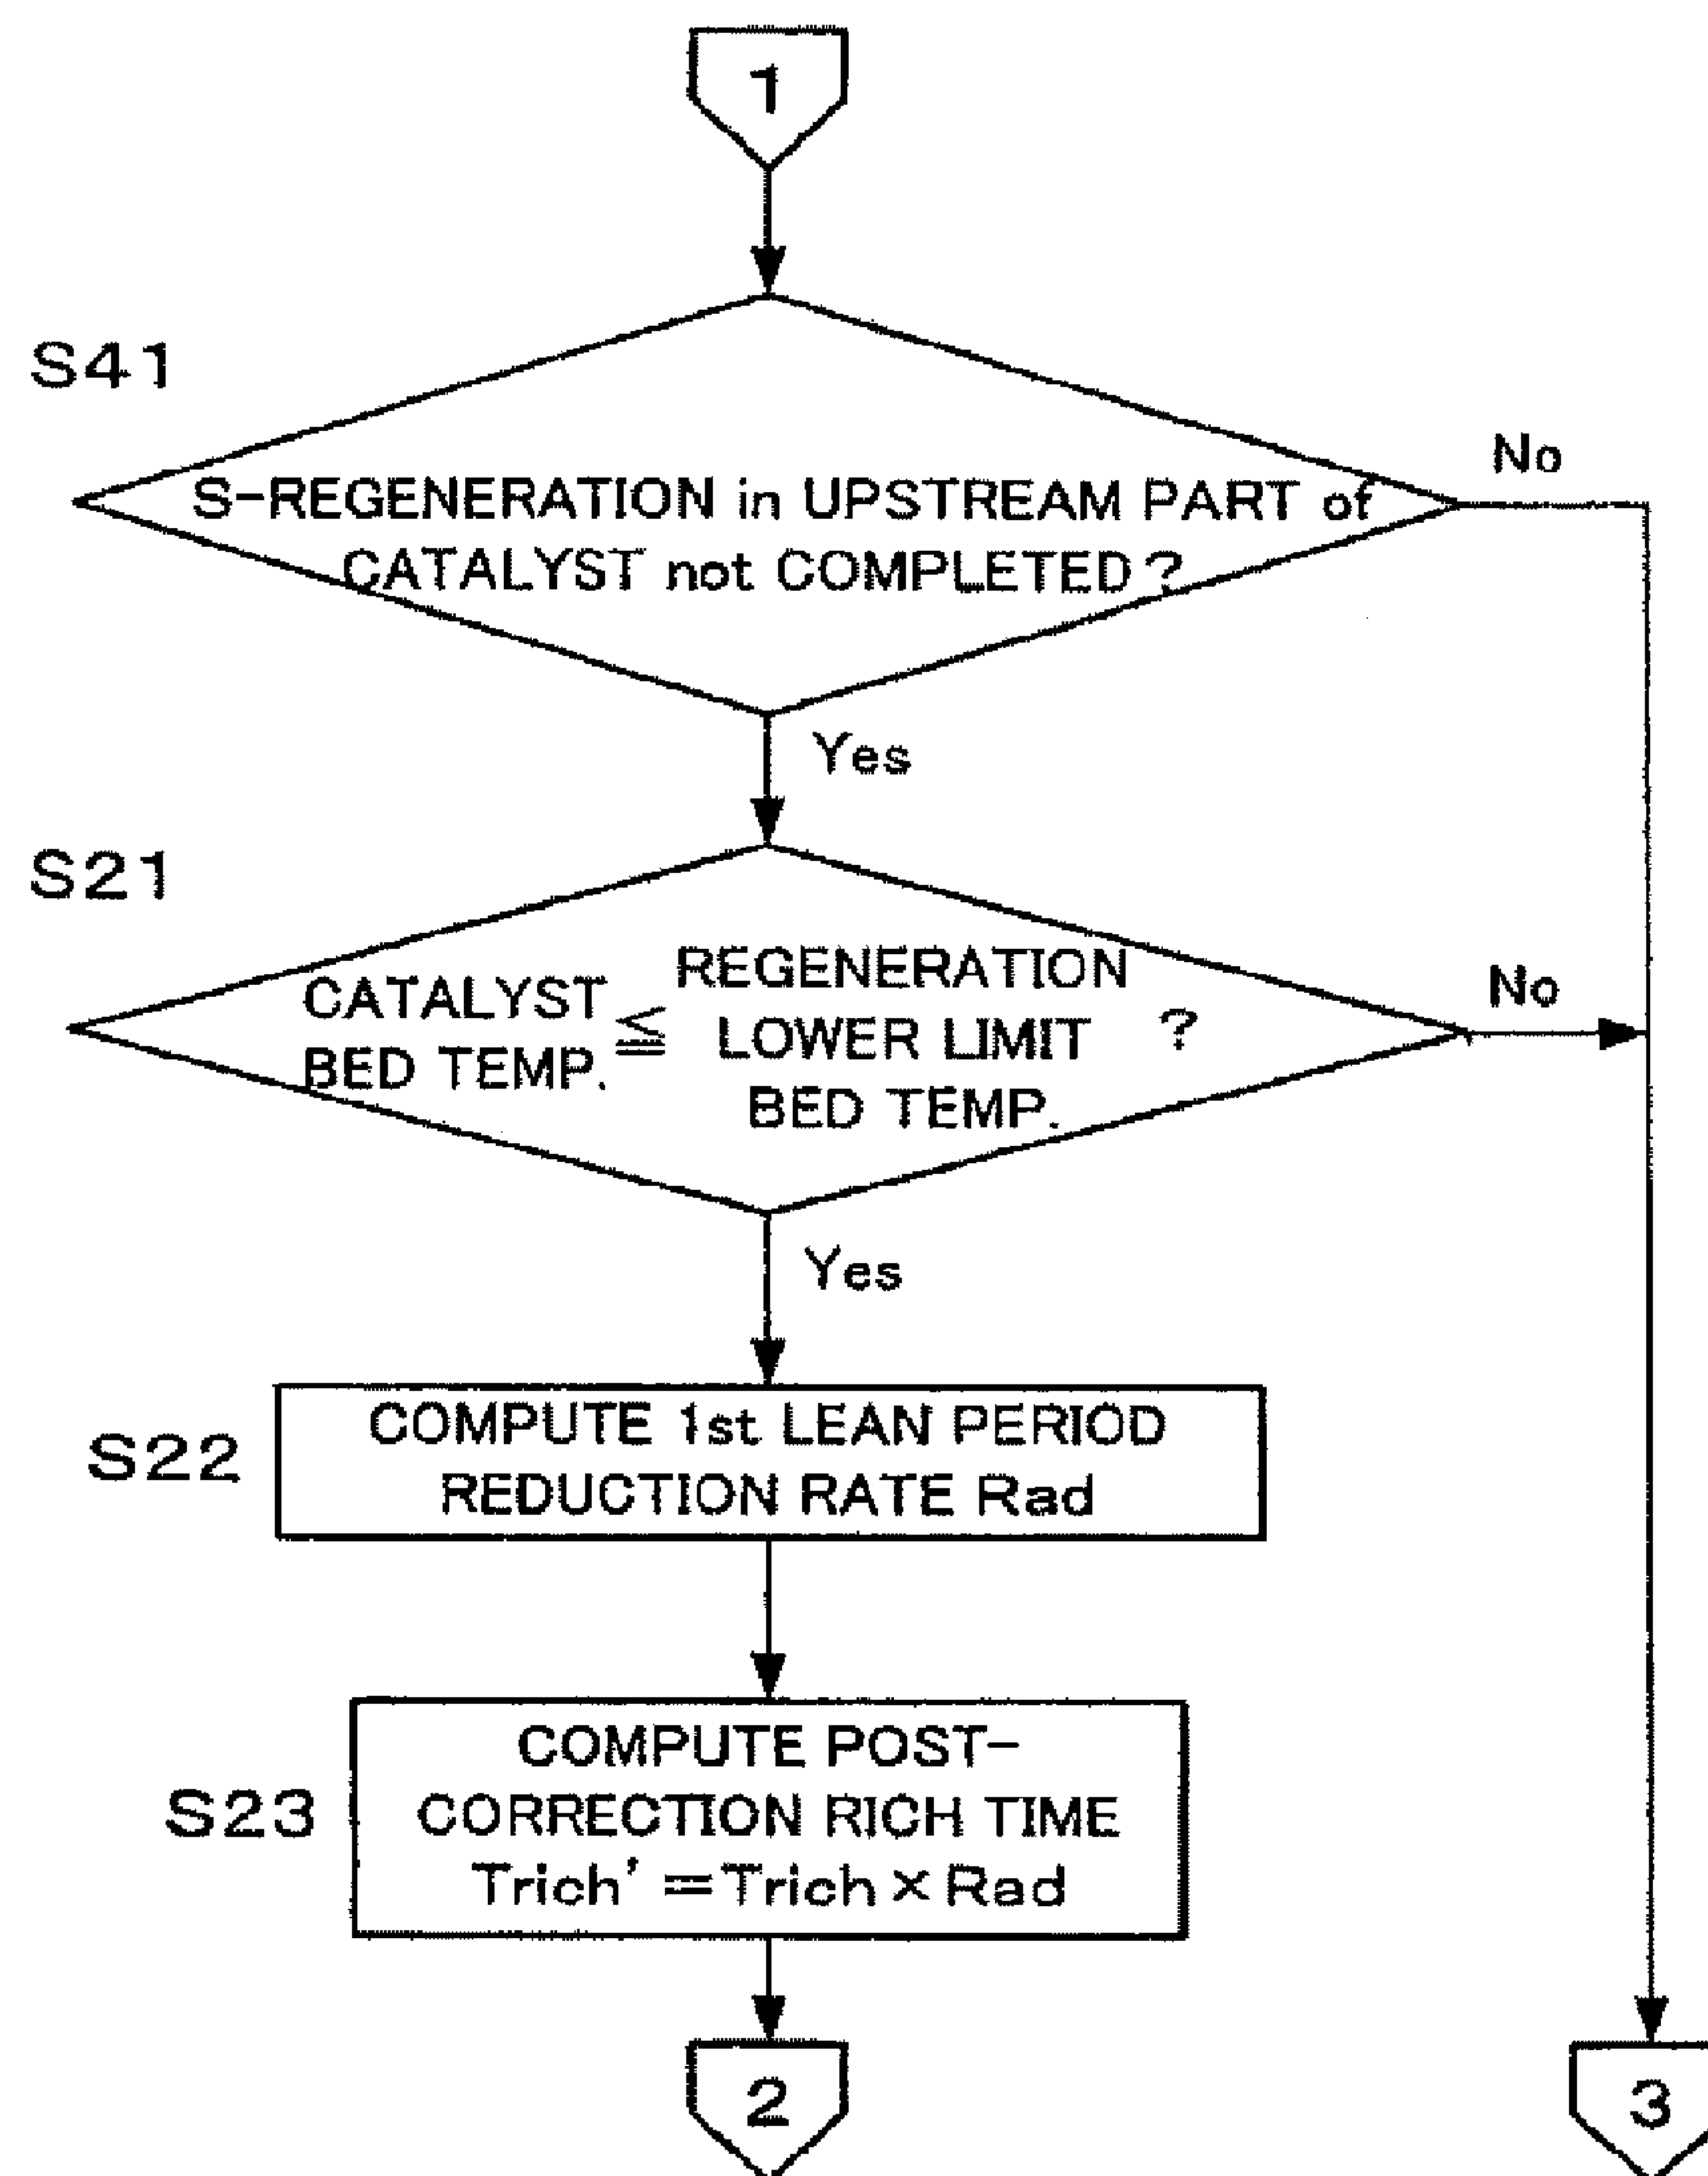 1
S41
No
S-REGENERATION in UPSTREAM PART of
CATALYST not COMPLETED ?
Yes
S21
CATALYST
BED TEMP.
≦
REGENERATION
LOWER LIMIT
BED TEMP.
?
No
Yes
S22
COMPUTE 1st LEAN PERIOD
REDUCTION RATE Rad
S23
COMPUTE POST-
CORRECTION RICH TIME
Trich' = Trich × Rad
2
3